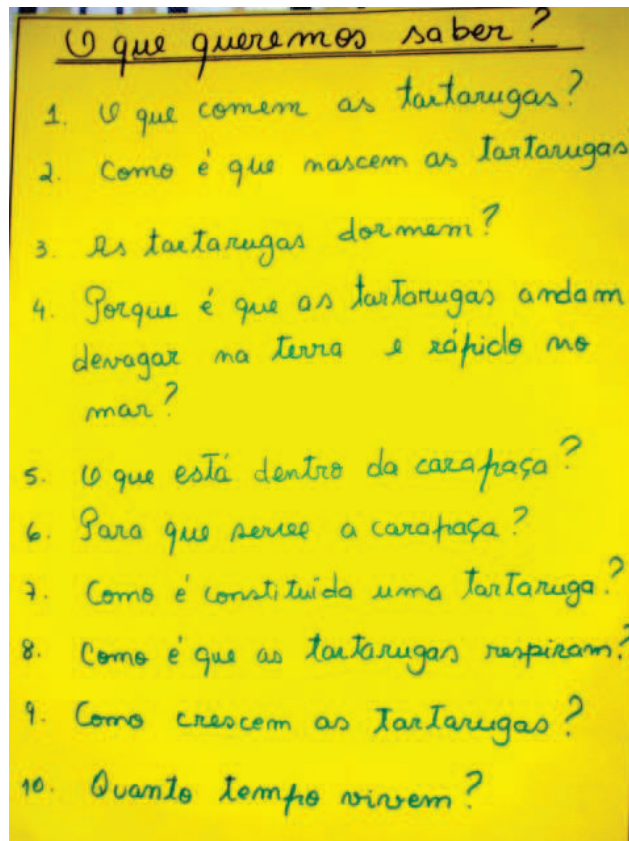 O que queremos saber?
1. O que comem as tartarugas?
2. Como é que nascem as tartarugas
3. As tartarugas dormem?
4. Porque é que as tartarugas andam
devagar na terra e rápido no
mar?
5. O que está dentro da carapaça?
6. Para que serve a carapaça?
7. Como é constituída uma tartaruga?
8. Como é que as tartarugas respiram?
9. Como crescem as tartarugas?
10. Quanto tempo vivem?